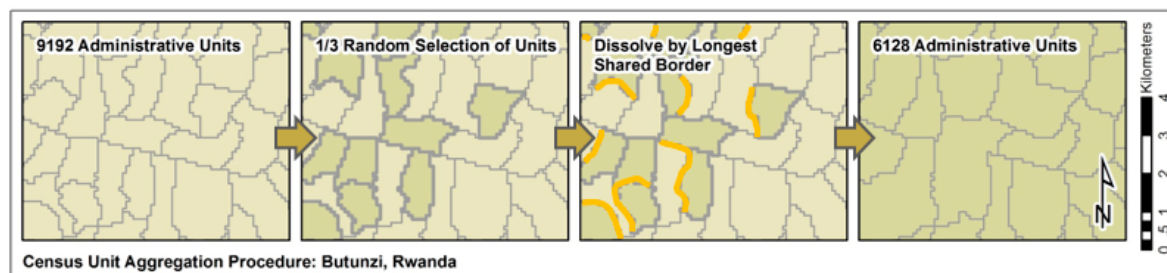 9192 Administrative Units
1/3 Random Selection of Units
Dissolve by Longest
Shared Border
6128 Administrative Units
Kilometers
0 .5 1 2 3 4
N
Census Unit Aggregation Procedure: Butunzi, Rwanda